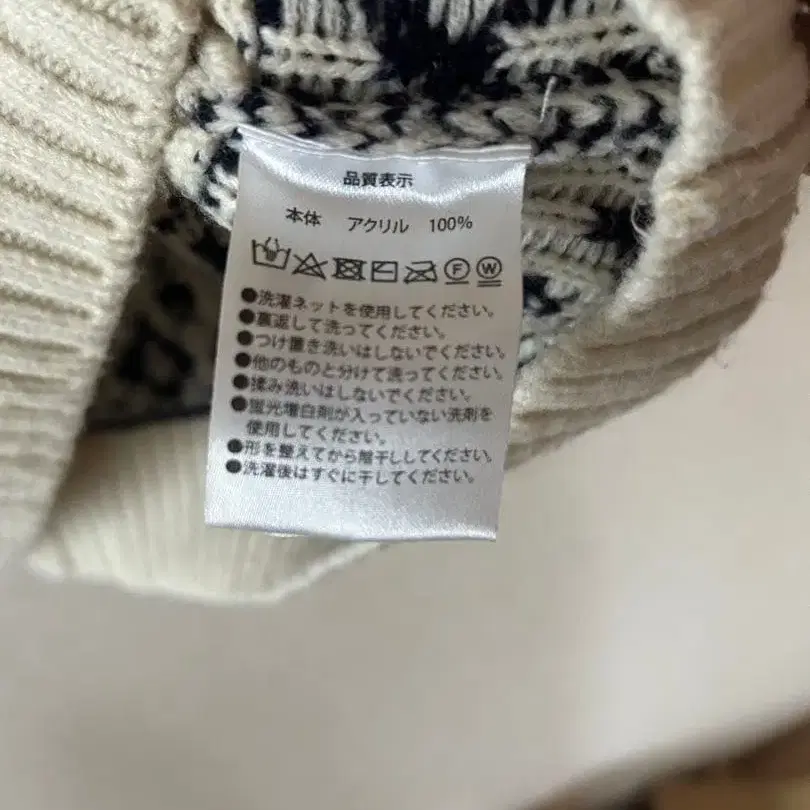 品質表示
本体 アクリル 100%
F W
●洗濯ネットを使用してください。
●裏返して洗ってください。
●つけ置き洗いはしないでください。
●他のものと分けて洗ってください。
●揉み洗いはしないでください。
●蛍光増白剤が入っていない洗剤を
使用してください。
●形を整えてから陰干ししてください。
●洗濯後はすぐに干してください。